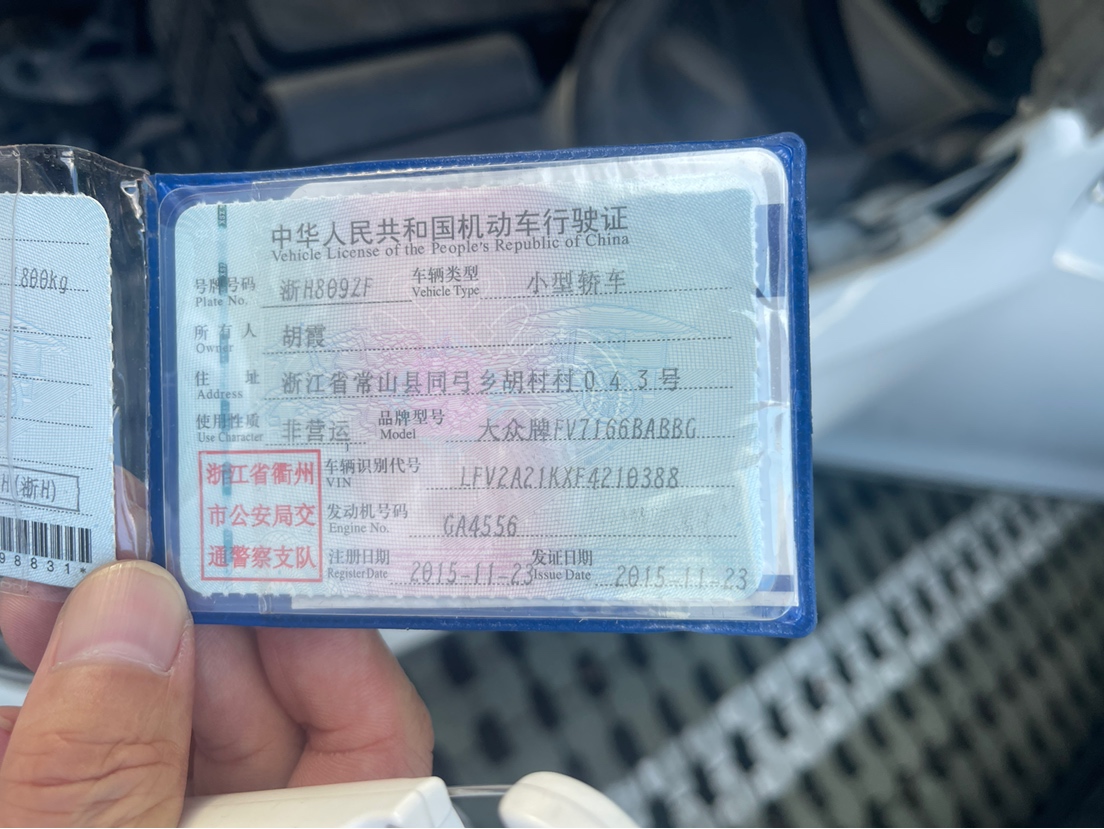 800kg
H(浙H)
98831*
中华人民共和国机动车行驶证
Vehicle License of the People's Republic of China
号牌号码 浙H809ZF 车辆类型 小型轿车
Plate No. Vehicle Type
所有人 胡霞
Owner
住址 浙江省常山县同弓乡胡村村043号
Address
使用性质 非营运 品牌型号 大众牌FV7166BABBG
Use Character Model
浙江省衢州
市公安局交
通警察支队
车辆识别代号 LFV2A21KXF4210388
VIN
发动机号码 GA4556
Engine No.
注册日期 2015-11-23 发证日期 2015-11-23
Register Date Issue Date